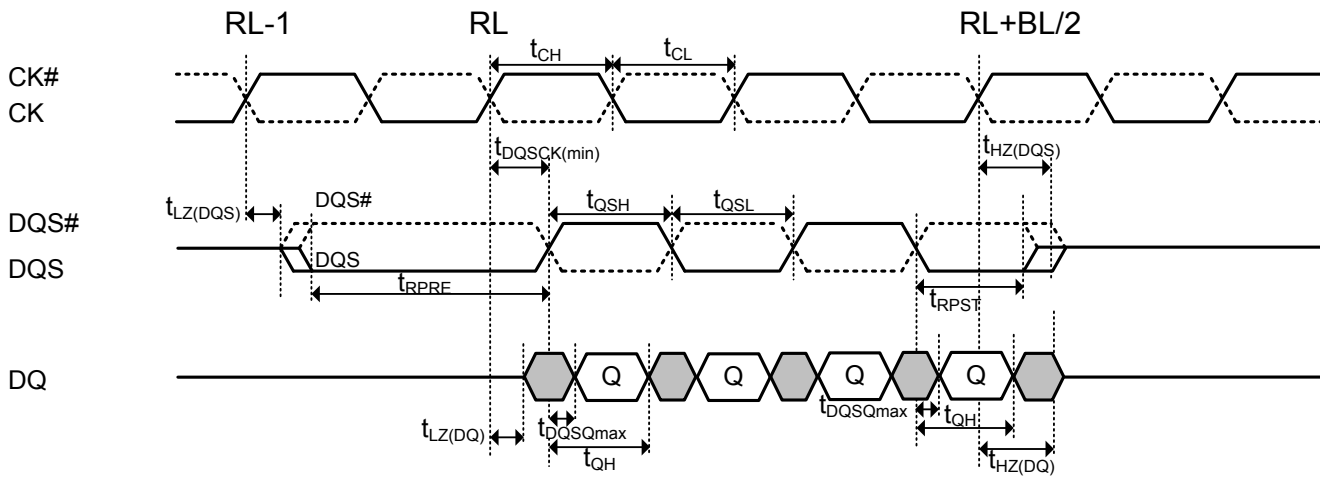 RL-1 RL RL+BL/2
tCH tCL
CK#
CK
tDQSCK(min) tHZ(DQS)
tLZ(DQS) DQS# tQSH tQSL
DQS#
DQS DQS
tRPRE tRPST
DQ Q Q Q Q
tLZ(DQ) tDQSQmax tDQSQmax tQH
tQH tHZ(DQ)